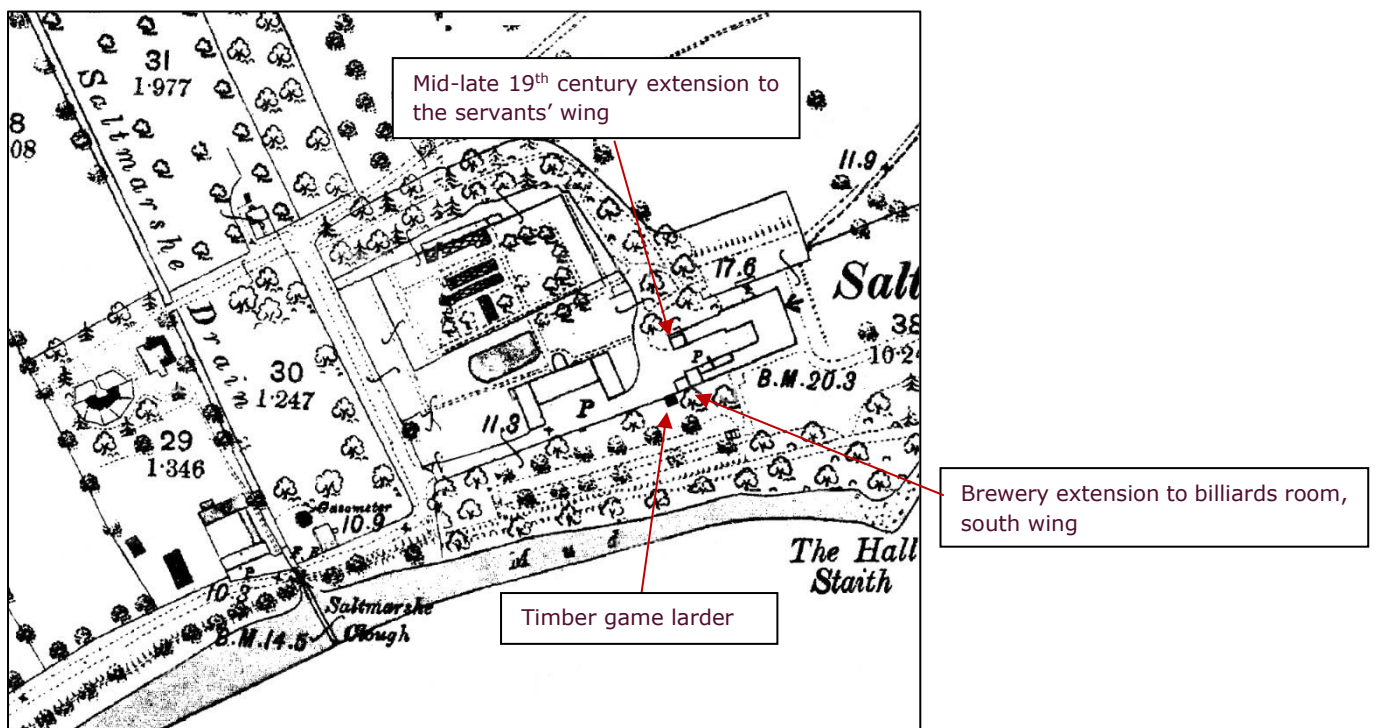 31
1·977
8
08
Mid-late 19th century extension to
the servants’ wing
11.9
Saltmarshe
Drain
17.6
Salt
38
10·24
P
B.M.20.3
30
1·247
11.3
P
29
1·346
Gasometer
10.9
F.B.
P
10.3
B.M.14.5
Saltmarshe
Clough
Mud
The Hall
Staith
Brewery extension to billiards room,
south wing
Timber game larder